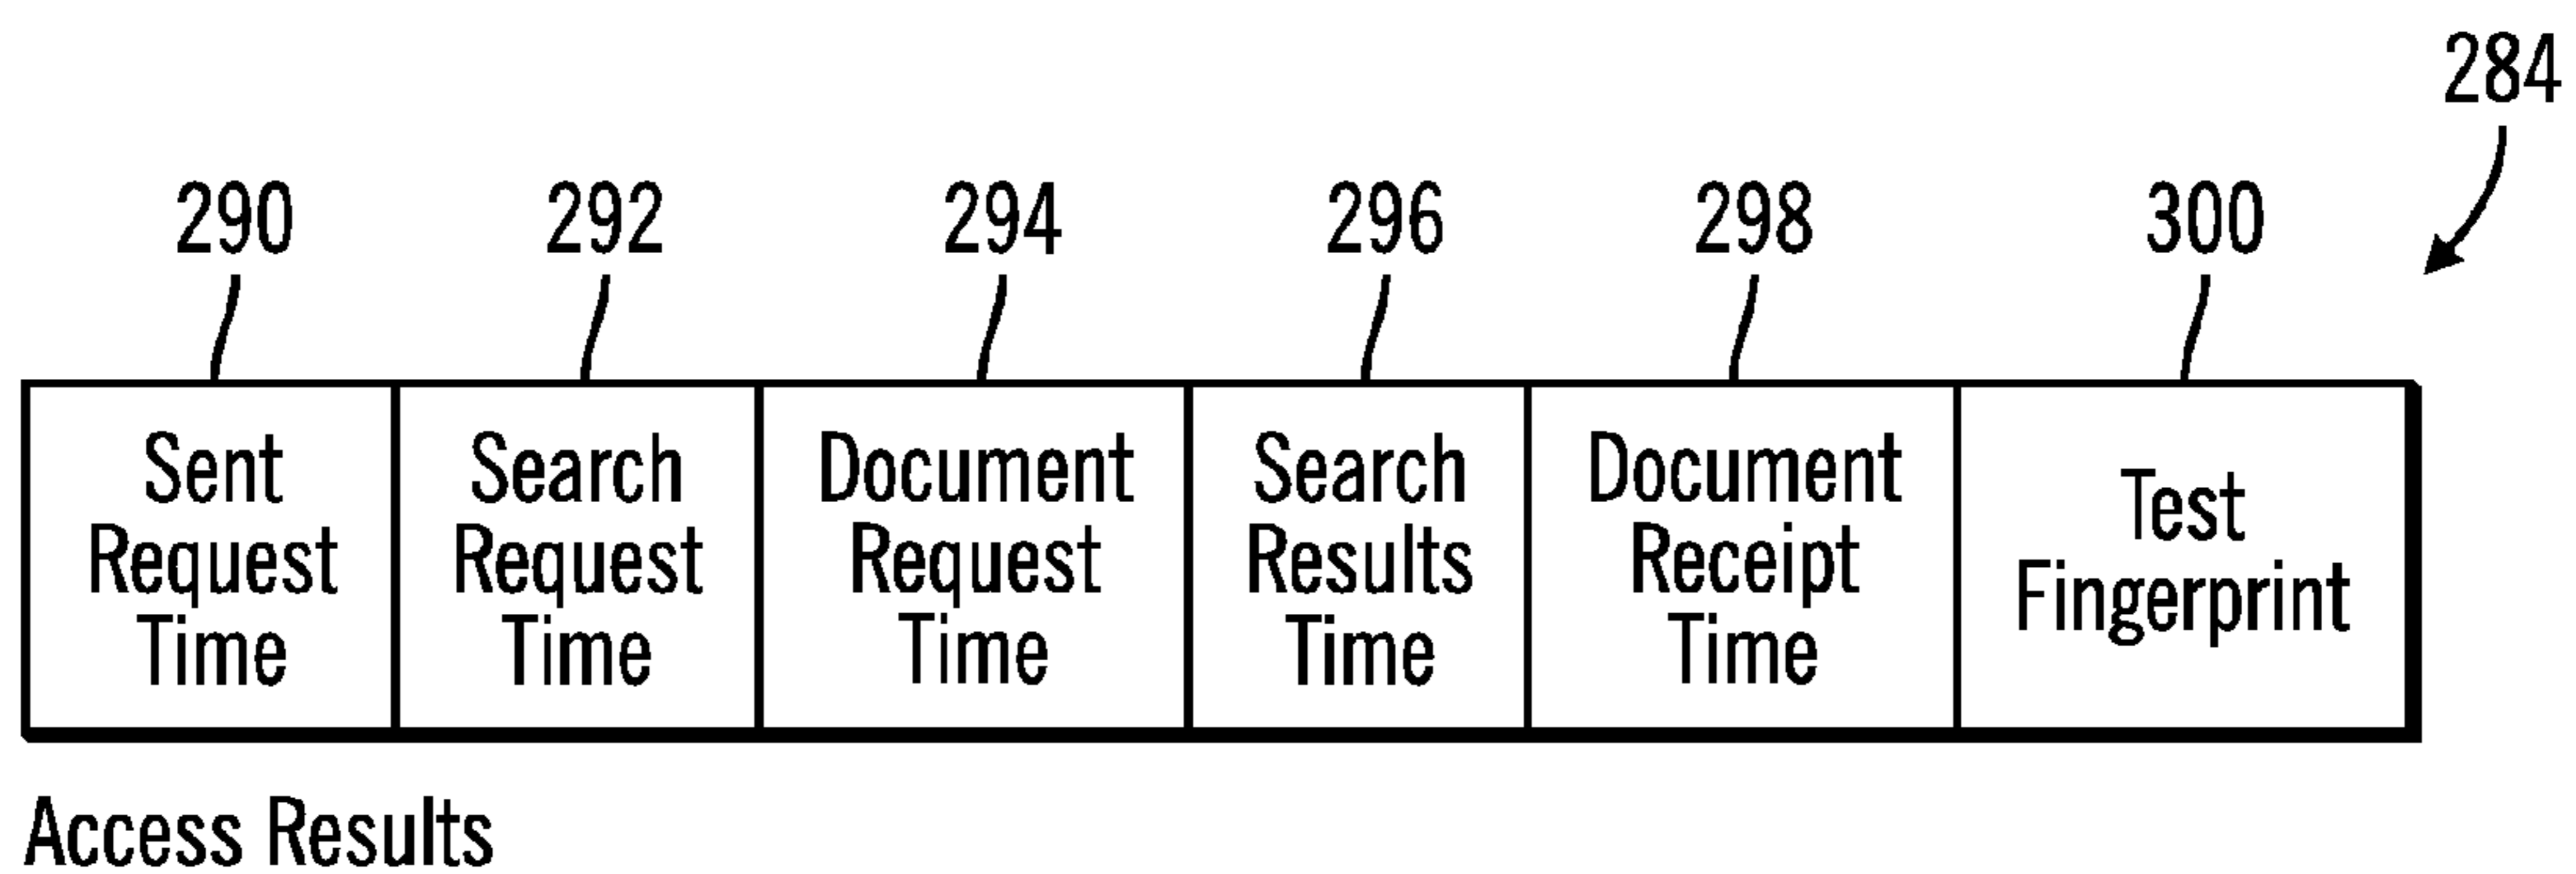 284
290 292 294 296 298 300
Sent
Request
Time
Search
Request
Time
Document
Request
Time
Search
Results
Time
Document
Receipt
Time
Test
Fingerprint
Access Results